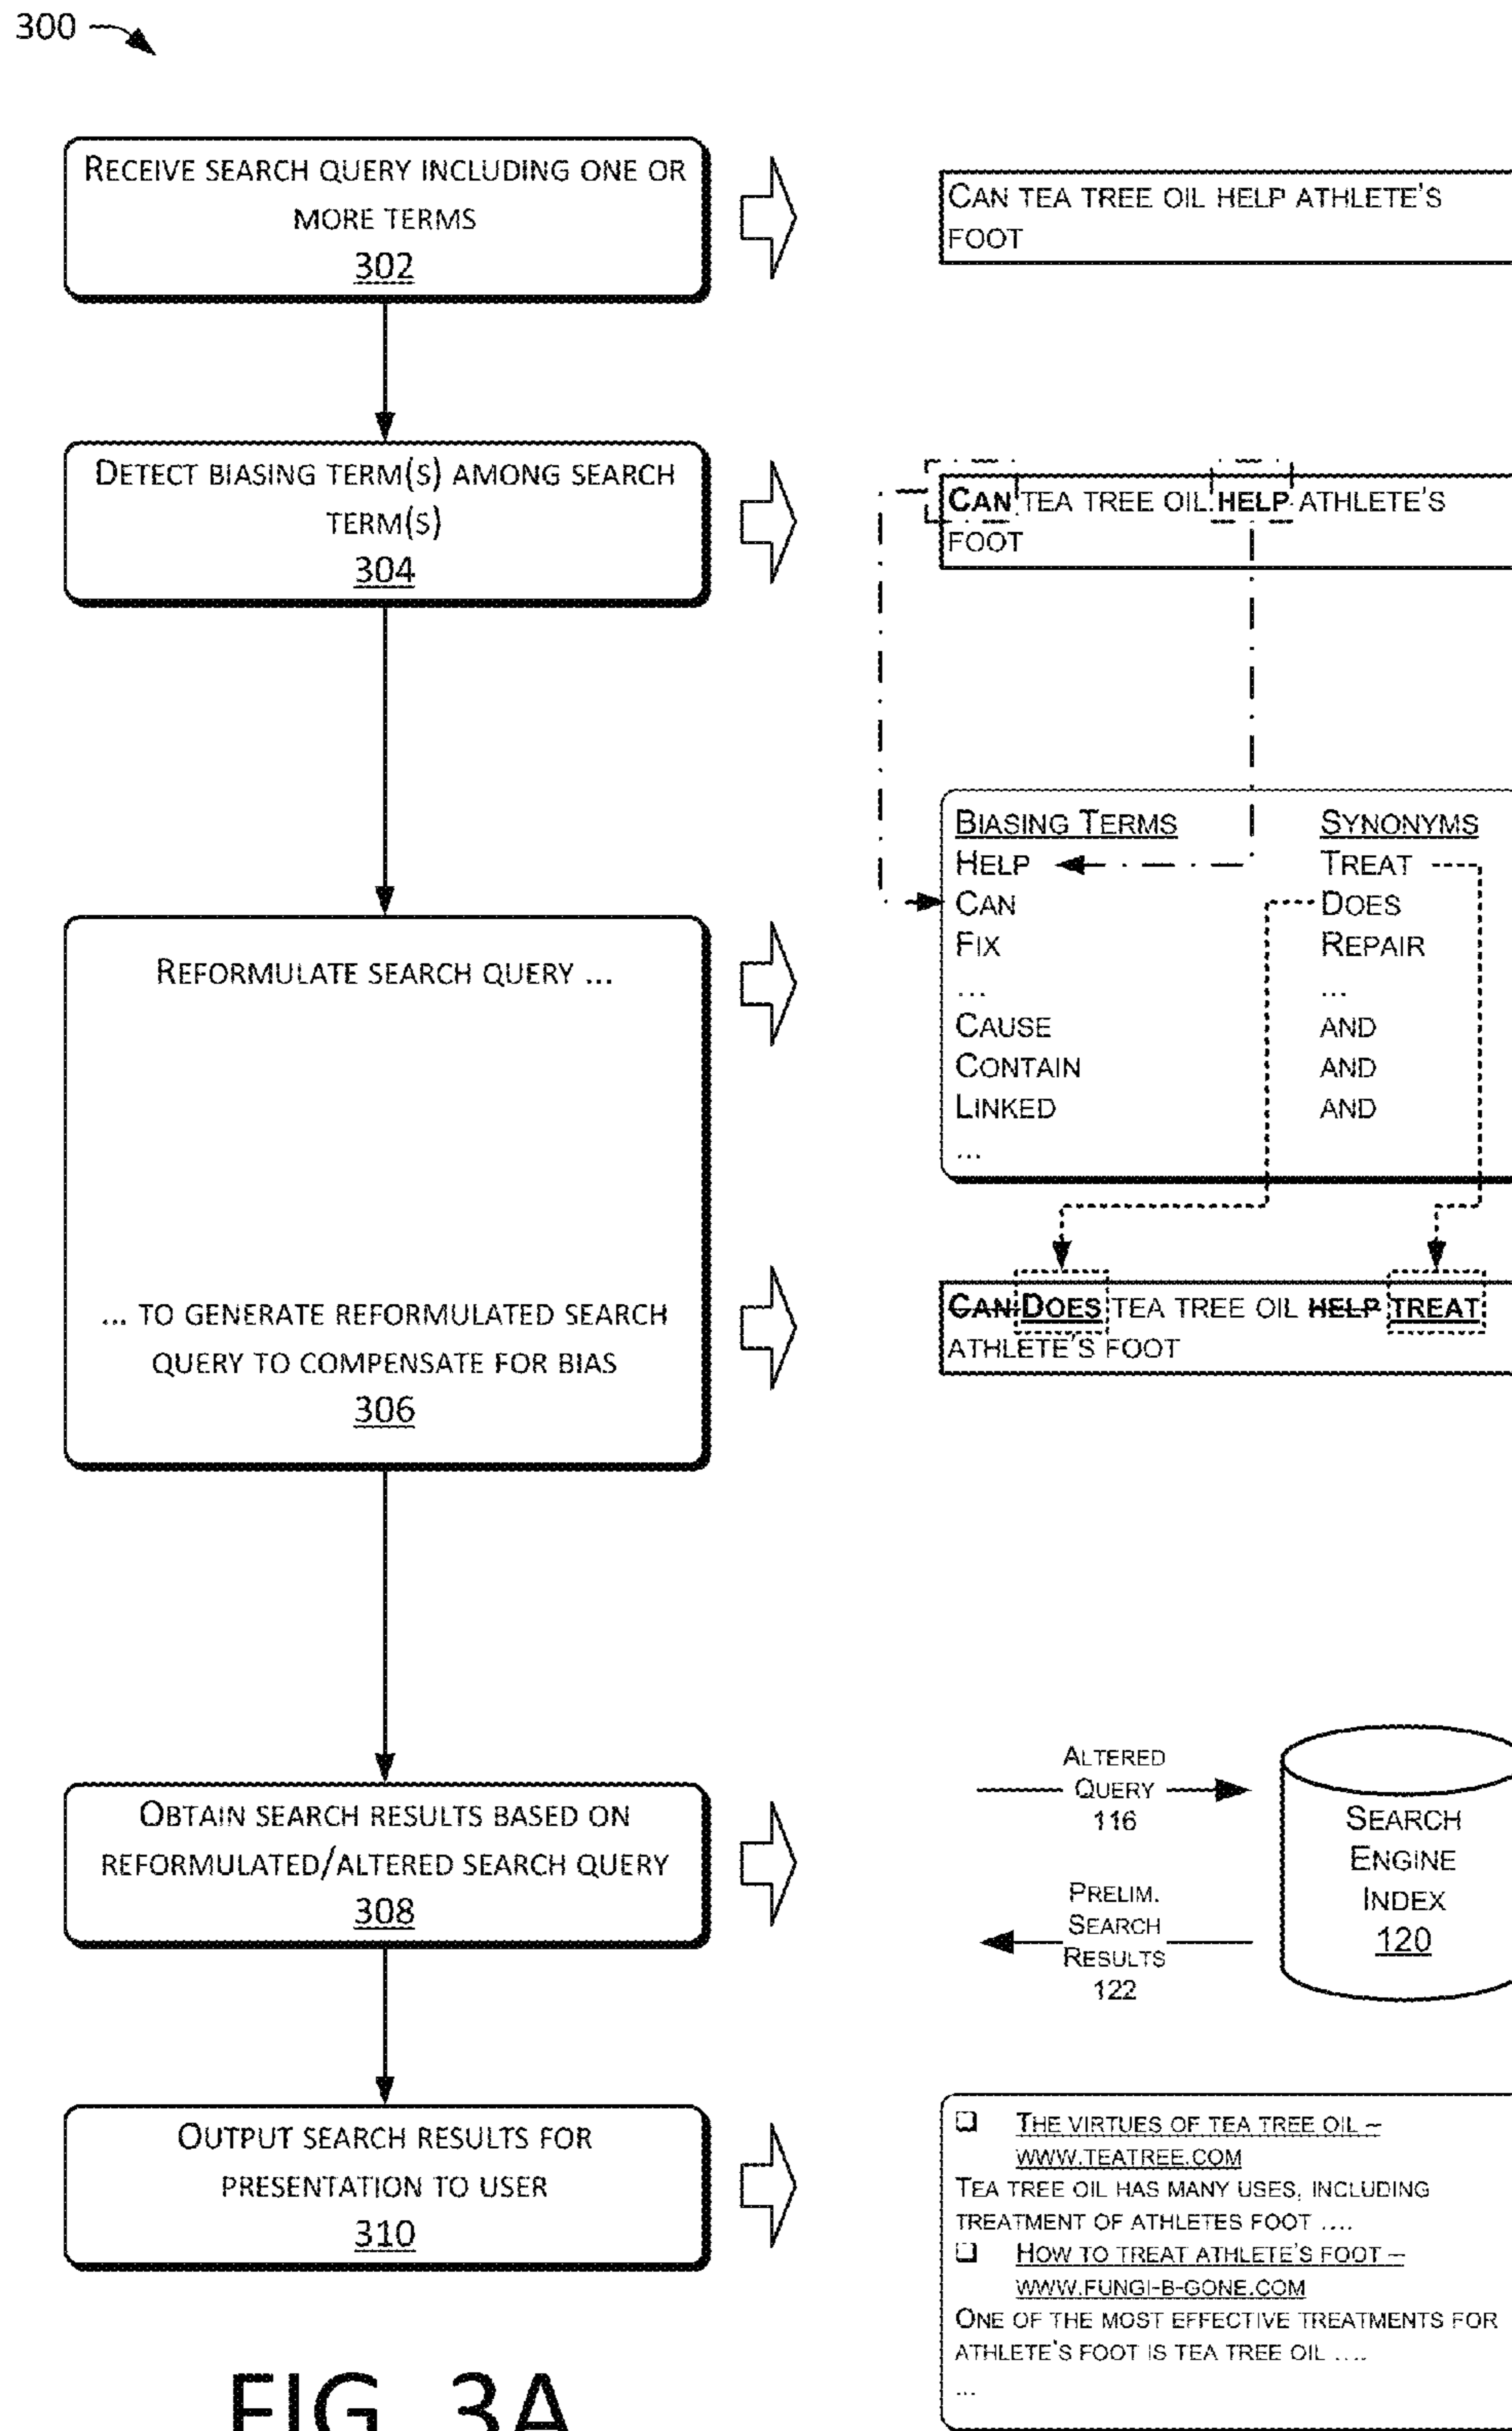 300
RECEIVE SEARCH QUERY INCLUDING ONE OR
MORE TERMS
302
CAN TEA TREE OIL HELP ATHLETE'S
FOOT
DETECT BIASING TERM(S) AMONG SEARCH
TERM(S)
304
CAN TEA TREE OIL HELP ATHLETE'S
FOOT
REFORMULATE SEARCH QUERY ...
BIASING TERMS SYNONYMS
HELP TREAT
CAN DOES
FIX REPAIR
... ...
CAUSE AND
CONTAIN AND
LINKED AND
...
... TO GENERATE REFORMULATED SEARCH
QUERY TO COMPENSATE FOR BIAS
306
CAN DOES TEA TREE OIL HELP TREAT
ATHLETE'S FOOT
OBTAIN SEARCH RESULTS BASED ON
REFORMULATED/ALTERED SEARCH QUERY
308
ALTERED
QUERY
116
PRELIM.
SEARCH
RESULTS
122
SEARCH
ENGINE
INDEX
120
OUTPUT SEARCH RESULTS FOR
PRESENTATION TO USER
310
❑ THE VIRTUES OF TEA TREE OIL –
WWW.TEATREE.COM
TEA TREE OIL HAS MANY USES, INCLUDING
TREATMENT OF ATHLETES FOOT ....
❑ HOW TO TREAT ATHLETE'S FOOT –
WWW.FUNGI-B-GONE.COM
ONE OF THE MOST EFFECTIVE TREATMENTS FOR
ATHLETE'S FOOT IS TEA TREE OIL ....
...
FIG. 3A